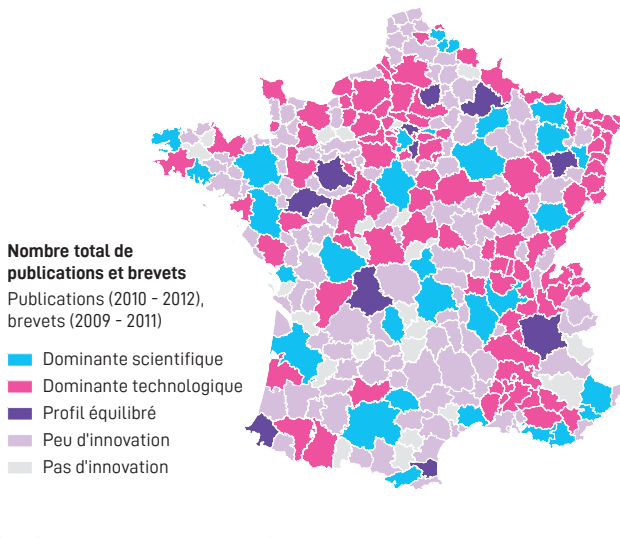 Nombre total de
publications et brevets
Publications (2010 - 2012),
brevets (2009 - 2011)
Dominante scientifique
Dominante technologique
Profil équilibré
Peu d'innovation
Pas d'innovation